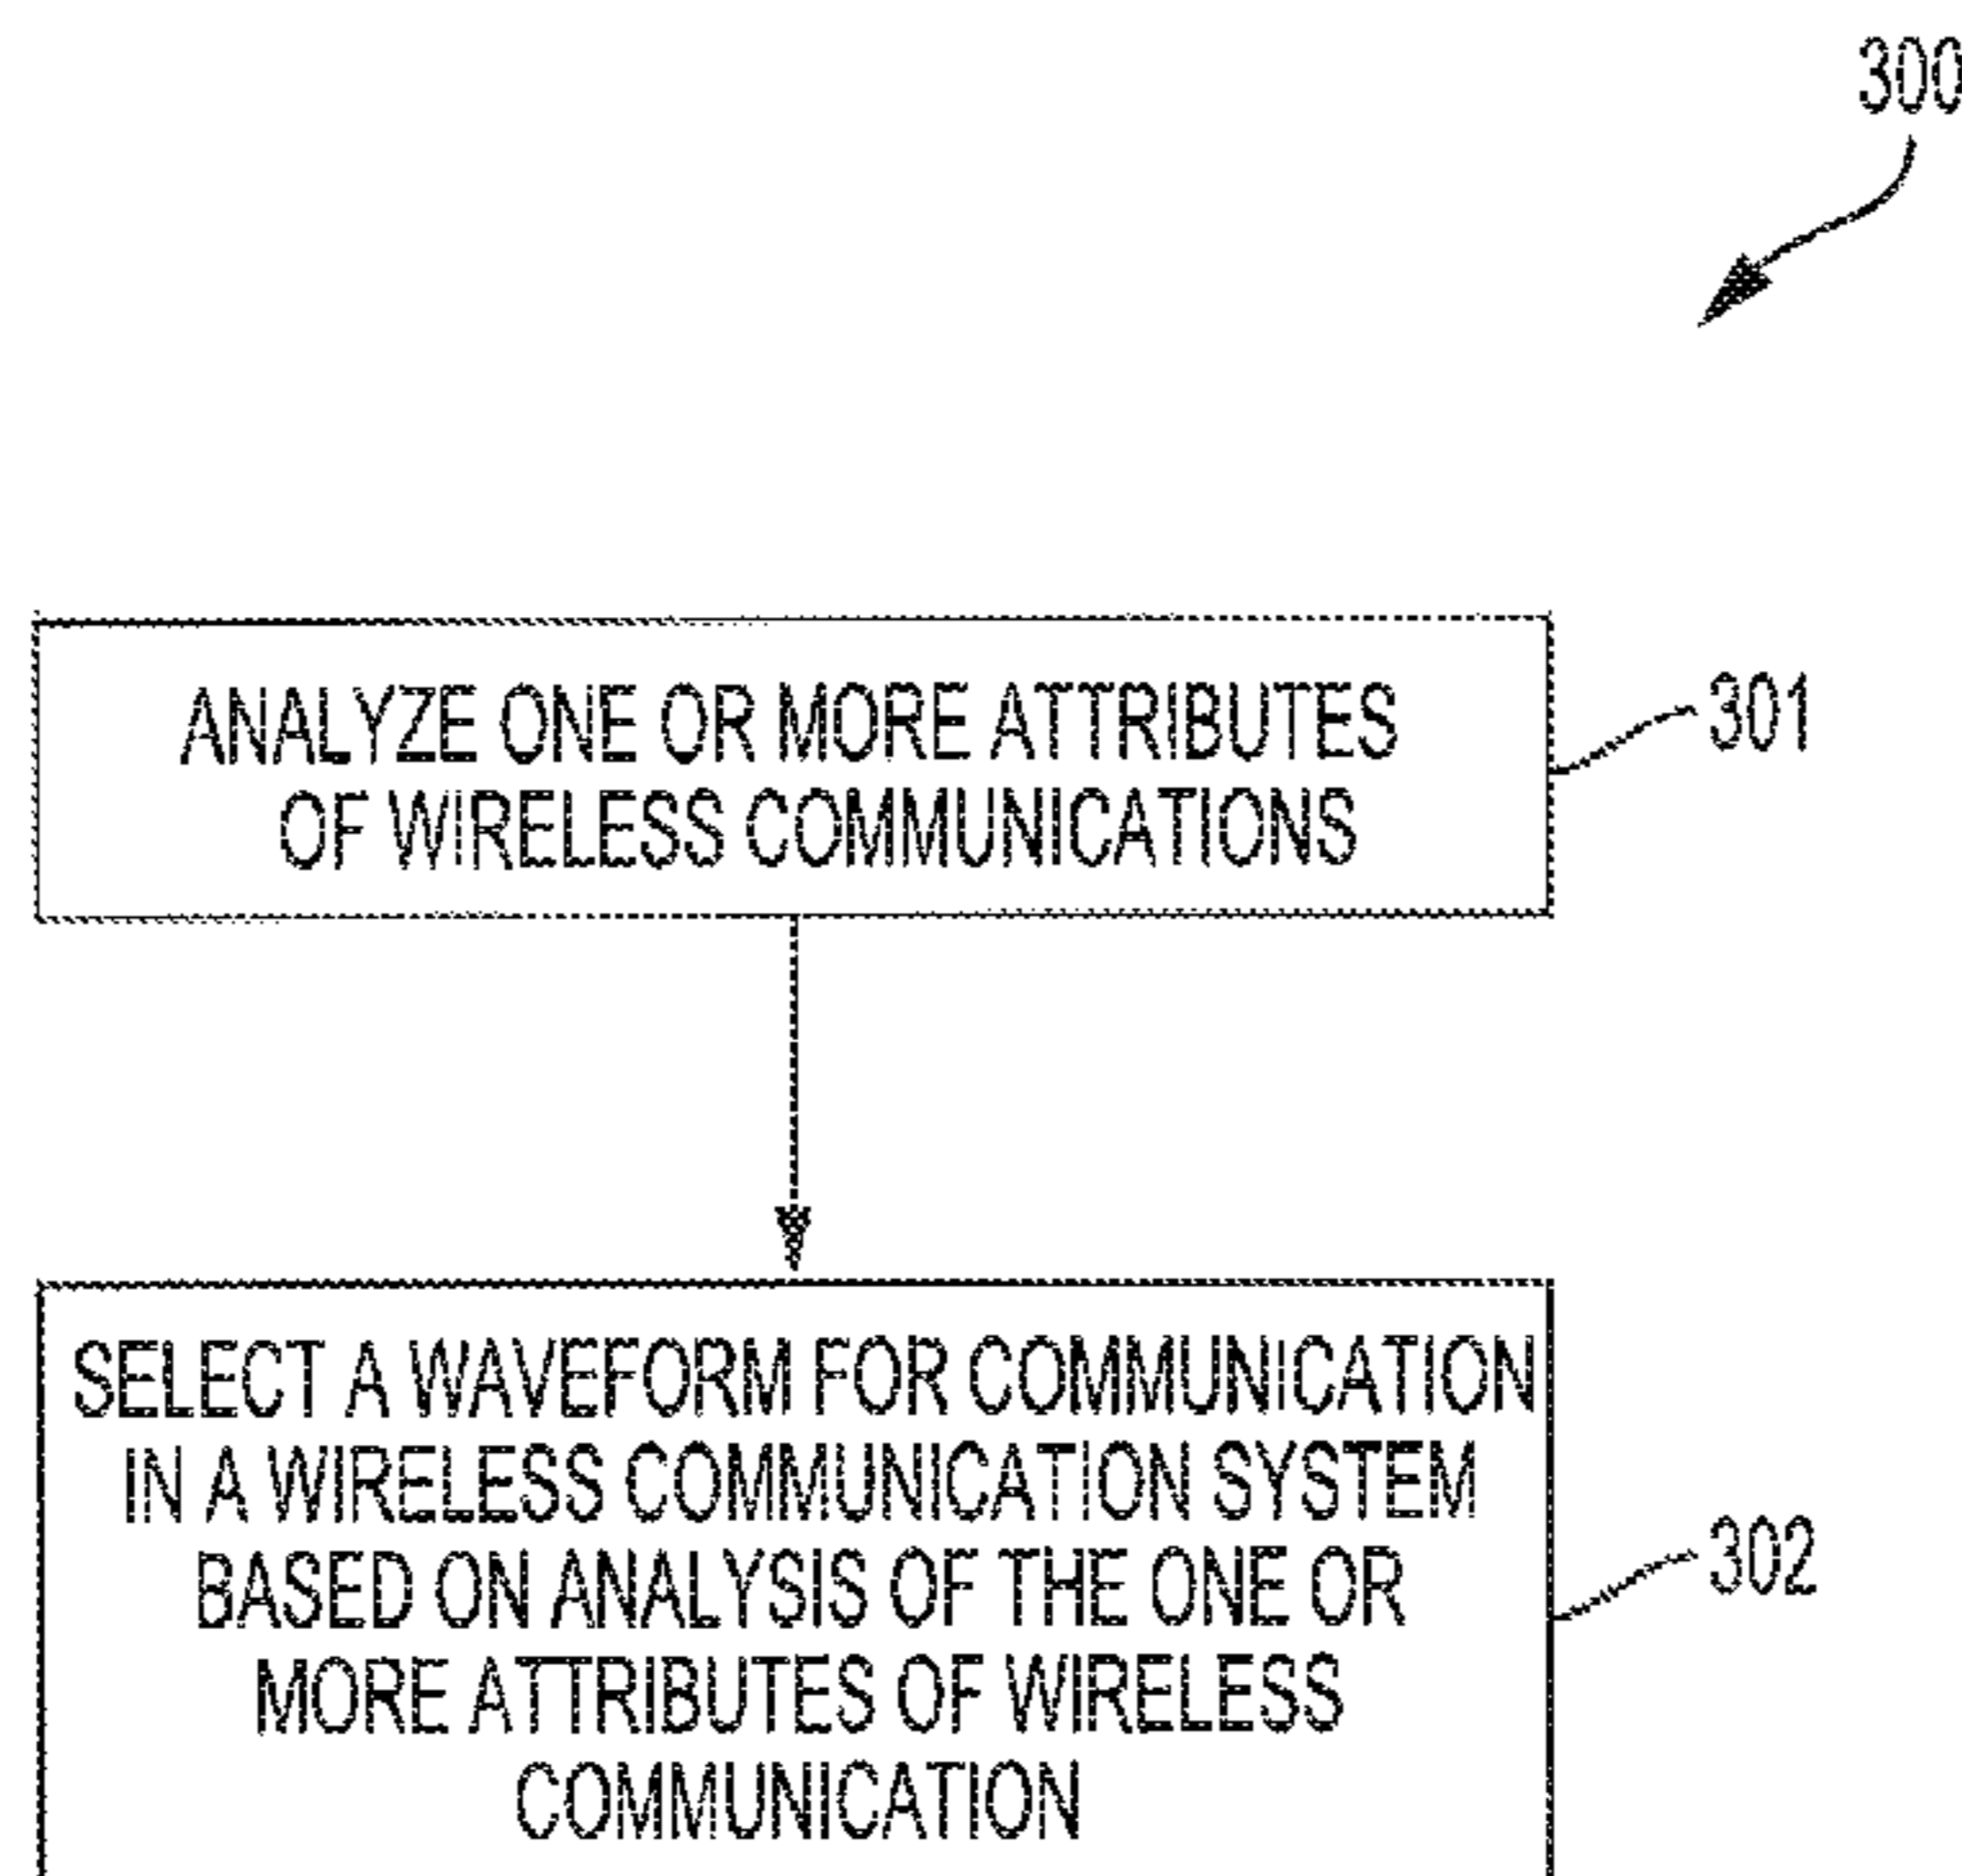 300
ANALYZE ONE OR MORE ATTRIBUTES
OF WIRELESS COMMUNICATIONS
301
SELECT A WAVEFORM FOR COMMUNICATION
IN A WIRELESS COMMUNICATION SYSTEM
BASED ON ANALYSIS OF THE ONE OR
MORE ATTRIBUTES OF WIRELESS
COMMUNICATION
302